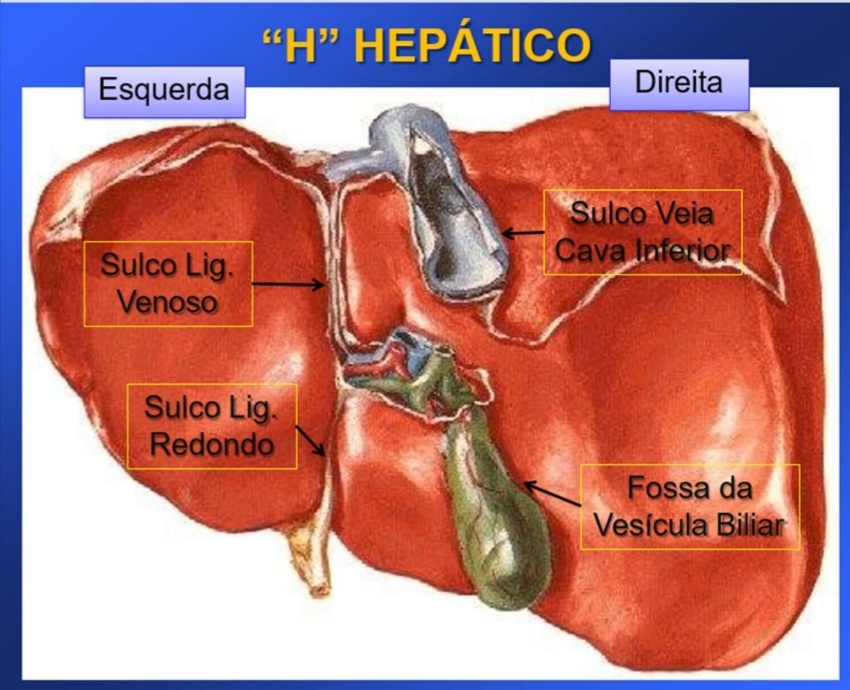 “H” HEPÁTICO
Esquerda
Direita
Sulco Veia
Cava Inferior
Sulco Lig.
Venoso
Sulco Lig.
Redondo
Fossa da
Vesícula Biliar